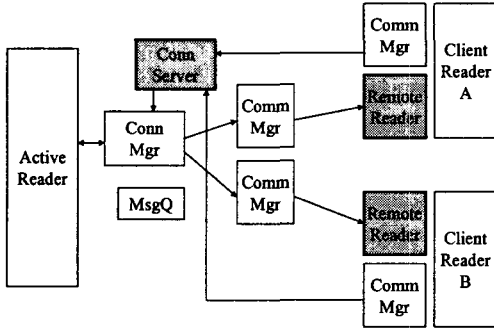 Active
Reader
Conn
Server
Conn
Mgr
MsgQ
Comm
Mgr
Comm
Mgr
Comm
Mgr
Remote
Reader
Client
Reader
A
Remote
Reader
Comm
Mgr
Client
Reader
B